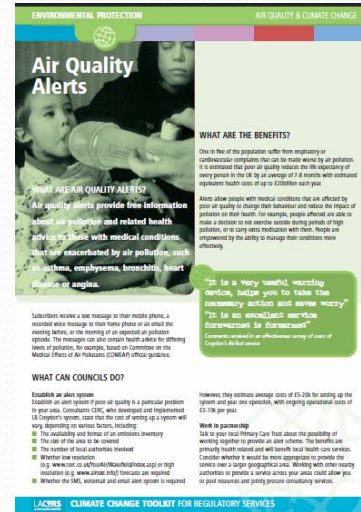 ENVIRONMENTAL PROTECTION
AIR QUALITY & CLIMATE CHANGE
Air Quality
Alerts
WHAT ARE AIR QUALITY ALERTS?
Air quality alerts provide free information
about air pollution and related health
advice to those with medical conditions
that are exacerbated by air pollution, such
as asthma, emphysema, bronchitis, heart
disease or angina.
WHAT ARE THE BENEFITS?
One in five of the population suffer from respiratory or
cardiovascular complaints that can be made worse by air pollution.
It is estimated that poor air quality reduces the life expectancy of
every person in the UK by an average of 7-8 months with estimated
equivalent health costs of up to £20billion each year.
Alerts allow people with medical conditions that are affected by
poor air quality to change their behaviour and reduce the impact of
pollution on their health. For example, people affected are able to
make a decision to not exercise outside during periods of high
pollution, or to carry extra medication with them. People are
empowered by the ability to manage their conditions more
effectively.
"It is a very useful warning
device, helps you to take the
necessary action and saves worry"
"It is an excellent service
forewarned is forearmed"
Comments received in an effectiveness survey of users of
Croydon's AirText service
Subscribers receive a text message to their mobile phone, a
recorded voice message to their home phone or an email the
evening before, or the morning of an expected air pollution
episode. The messages can also contain health advice for differing
levels of pollution, for example, based on Committee on the
Medical Effects of Air Pollutants (COMEAP) official guidance.
WHAT CAN COUNCILS DO?
Establish an alert system
Establish an alert system if poor air quality is a particular problem
in your area. Consultants CERC, who developed and implemented
LB Croydon's system, state that the cost of setting up a system will
vary, depending on various factors, including:
The availability and format of an emissions inventory
The size of the area to be covered
The number of local authorities involved
Whether low resolution
resolution (e.g. www.airtext.info/) forecasts are required
Whether the SMS, voicemail and email alert system is required
However, they estimate average costs of £5-20k for setting up the
system and year one operation, with ongoing operational costs of
£3-10k per year.
Work in partnership
Talk to your local Primary Care Trust about the possibility of
working together to provide an alert scheme. The benefits are
primarily health related and will benefit local health care services.
Consider whether it would be more appropriate to provide the
service over a larger geographical area. Working with other nearby
authorities to provide a service across your areas could allow you
to pool resources and jointly procure consultancy services.
LACORS CLIMATE CHANGE TOOLKIT FOR REGULATORY SERVICES